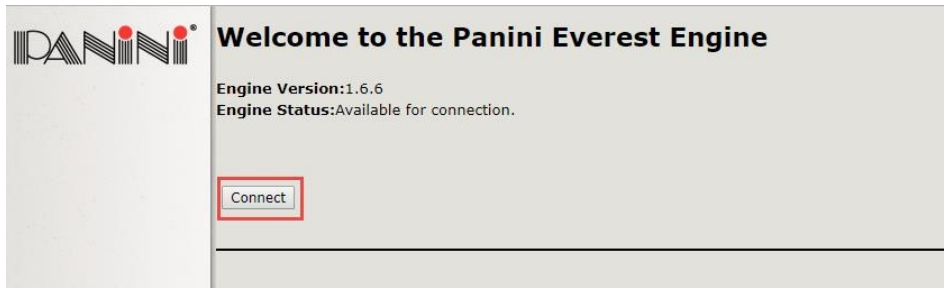 PANINI®
Welcome to the Panini Everest Engine
Engine Version:1.6.6
Engine Status:Available for connection.
Connect